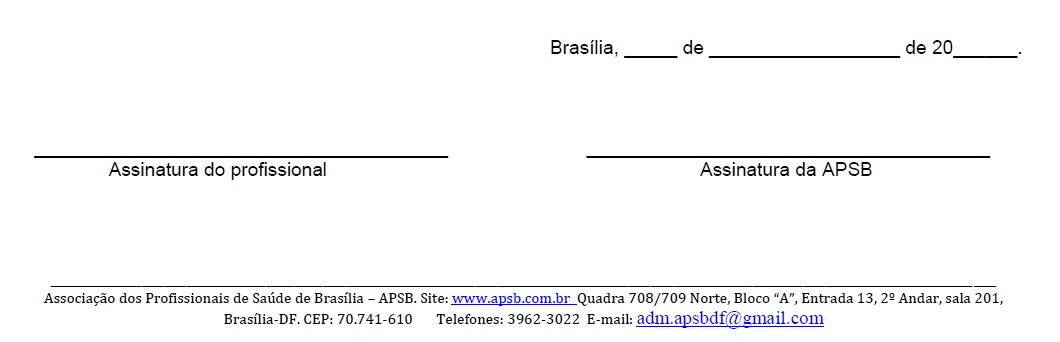 Brasília, _____ de __________________ de 20______.
Assinatura do profissional
Assinatura da APSB
Associação dos Profissionais de Saúde de Brasília – APSB. Site: www.apsb.com.br Quadra 708/709 Norte, Bloco “A”, Entrada 13, 2º Andar, sala 201,
Brasília-DF. CEP: 70.741-610 Telefones: 3962-3022 E-mail: adm.apsbdf@gmail.com